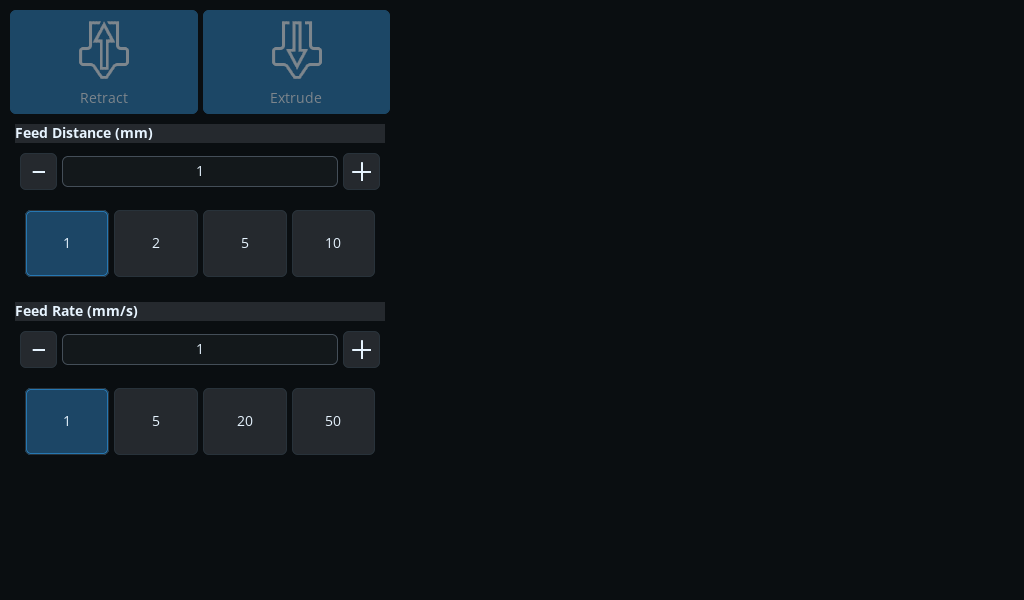 Retract Extrude
Feed Distance (mm)
1
1 2 5 10
Feed Rate (mm/s)
1
1 5 20 50